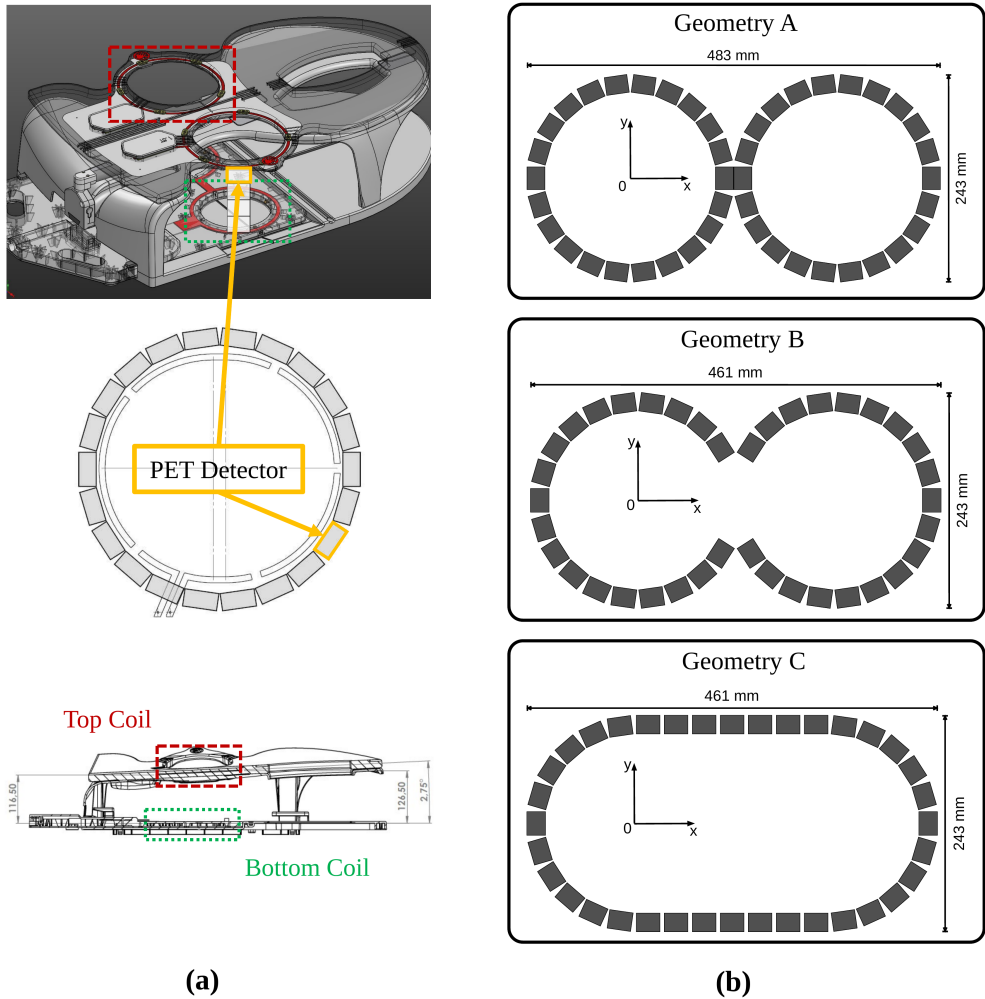 PET Detector
Top Coil
116,50
126,50
2,75°
Bottom Coil
(a)
Geometry A
483 mm
y
0
x
243 mm
Geometry B
461 mm
y
0
x
243 mm
Geometry C
461 mm
y
0
x
243 mm
(b)